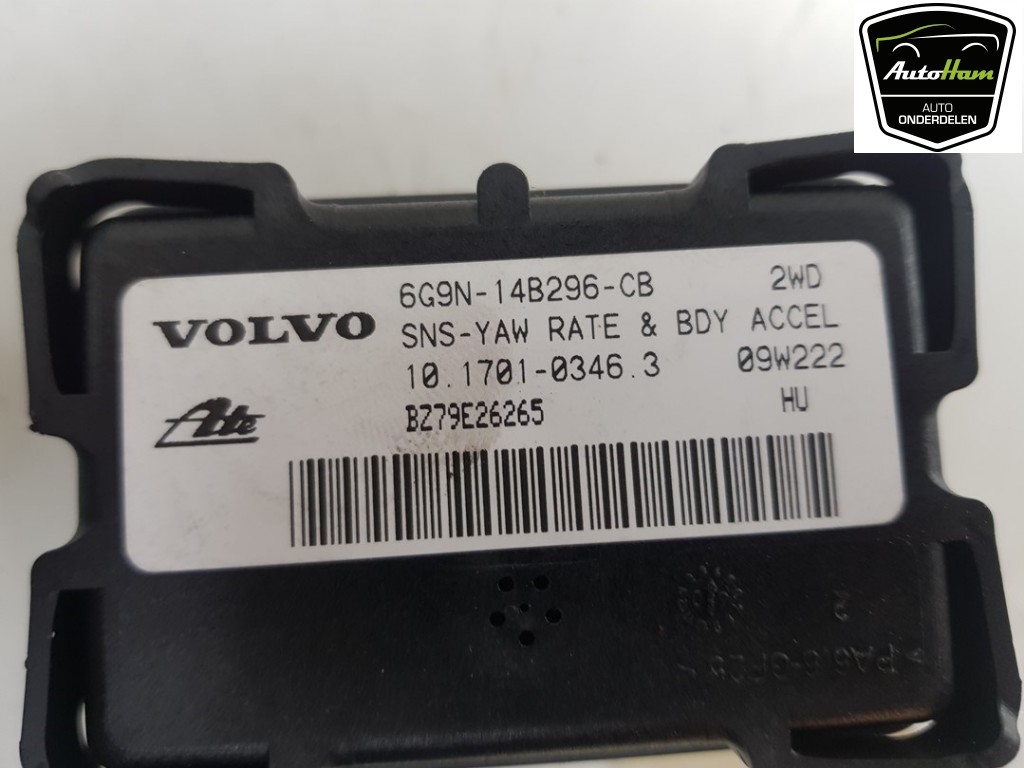 AutoHam
AUTO
ONDERDELEN
6G9N-14B296-CB 2WD
VOLVO SNS-YAW RATE & BDY ACCEL
10.1701-0346.3 09W222
Ate BZ79E26265 HU
2